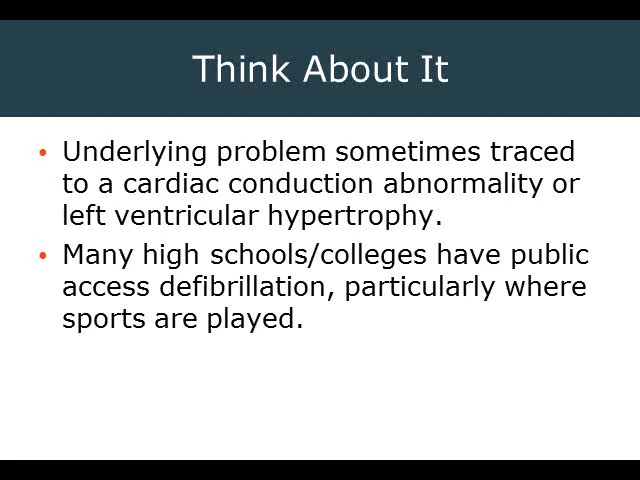 Think About It
• Underlying problem sometimes traced
to a cardiac conduction abnormality or
left ventricular hypertrophy.
• Many high schools/colleges have public
access defibrillation, particularly where
sports are played.